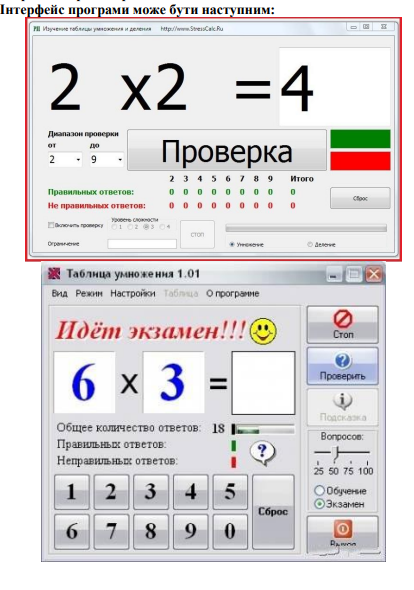 Інтерфейс програми може бути наступним:
Изучение таблицы умножения и деления http://www.StressCalc.Ru
2 x2 =4
Диапазон проверки
от до
2 9
Проверка
2 3 4 5 6 7 8 9 Итого
Правильных ответов: 0 0 0 0 0 0 0 0 0
Не правильных ответов: 0 0 0 0 0 0 0 0 0
Сброс
Включить проверку
Уровень сложности
1 2 3 4
стоп
Ограничение
Умножение Деление
Таблица умножения 1.01
Вид Режим Настройки Таблица О программе
Идёт экзамен!!!
6 x 3 =
Общее количество ответов: 18
Правильных ответов:
Неправильных ответов:
1 2 3 4 5
6 7 8 9 0
Сброс
Стоп
Проверить
Подсказка
Вопросов:
25 50 75 100
Обучение
Экзамен
Выход